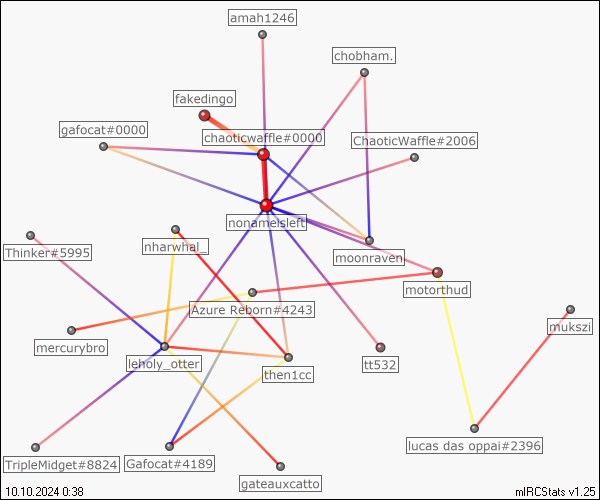 amah1246
chobham.
fakedingo
gafocat#0000
chaoticwaffle#0000
ChaoticWaffle#2006
nonameisleft
nharwhal_
Thinker#5995
moonraven
motorthud
Azure Reborn#4243
mukszi
mercurybro
leholy_otter
tt532
then1cc
lucas das oppai#2396
TripleMidget#8824
Gafocat#4189
gateauxcatto
10.10.2024 0:38
mIRCStats v1.25